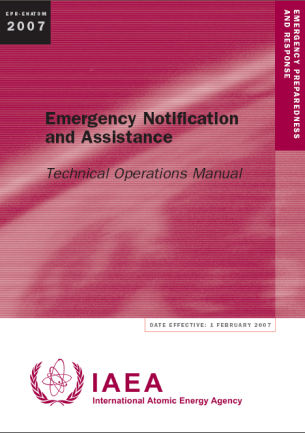 EPR-ENATOM
2007
EMERGENCY PREPAREDNESS
AND RESPONSE
Emergency Notification
and Assistance
Technical Operations Manual
DATE EFFECTIVE: 1 FEBRUARY 2007
IAEA
International Atomic Energy Agency